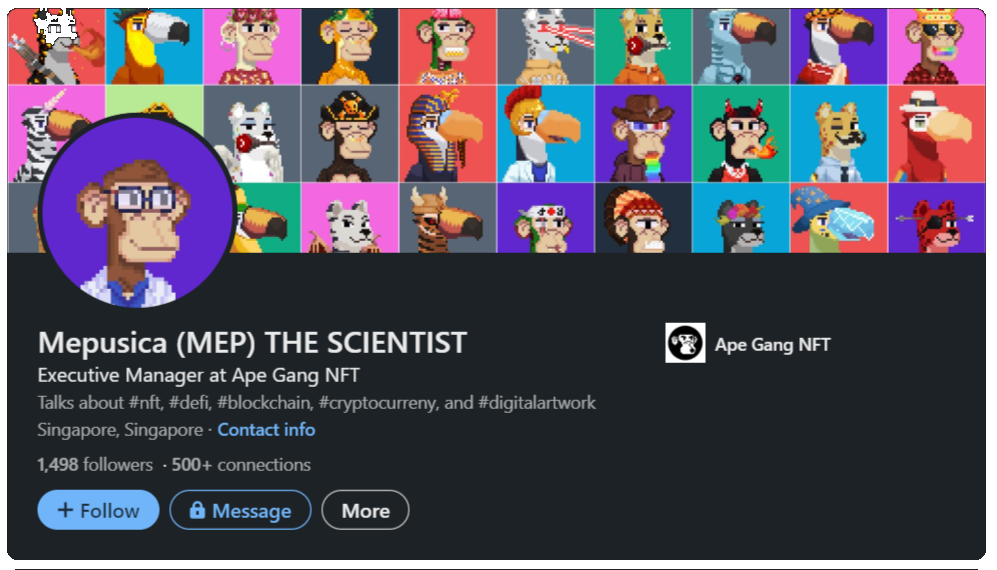 Mepusica (MEP) THE SCIENTIST
Ape Gang NFT
Executive Manager at Ape Gang NFT
Talks about #nft, #defi, #blockchain, #cryptocurreny, and #digitalartwork
Singapore, Singapore · Contact info
1,498 followers · 500+ connections
+ Follow
Message
More